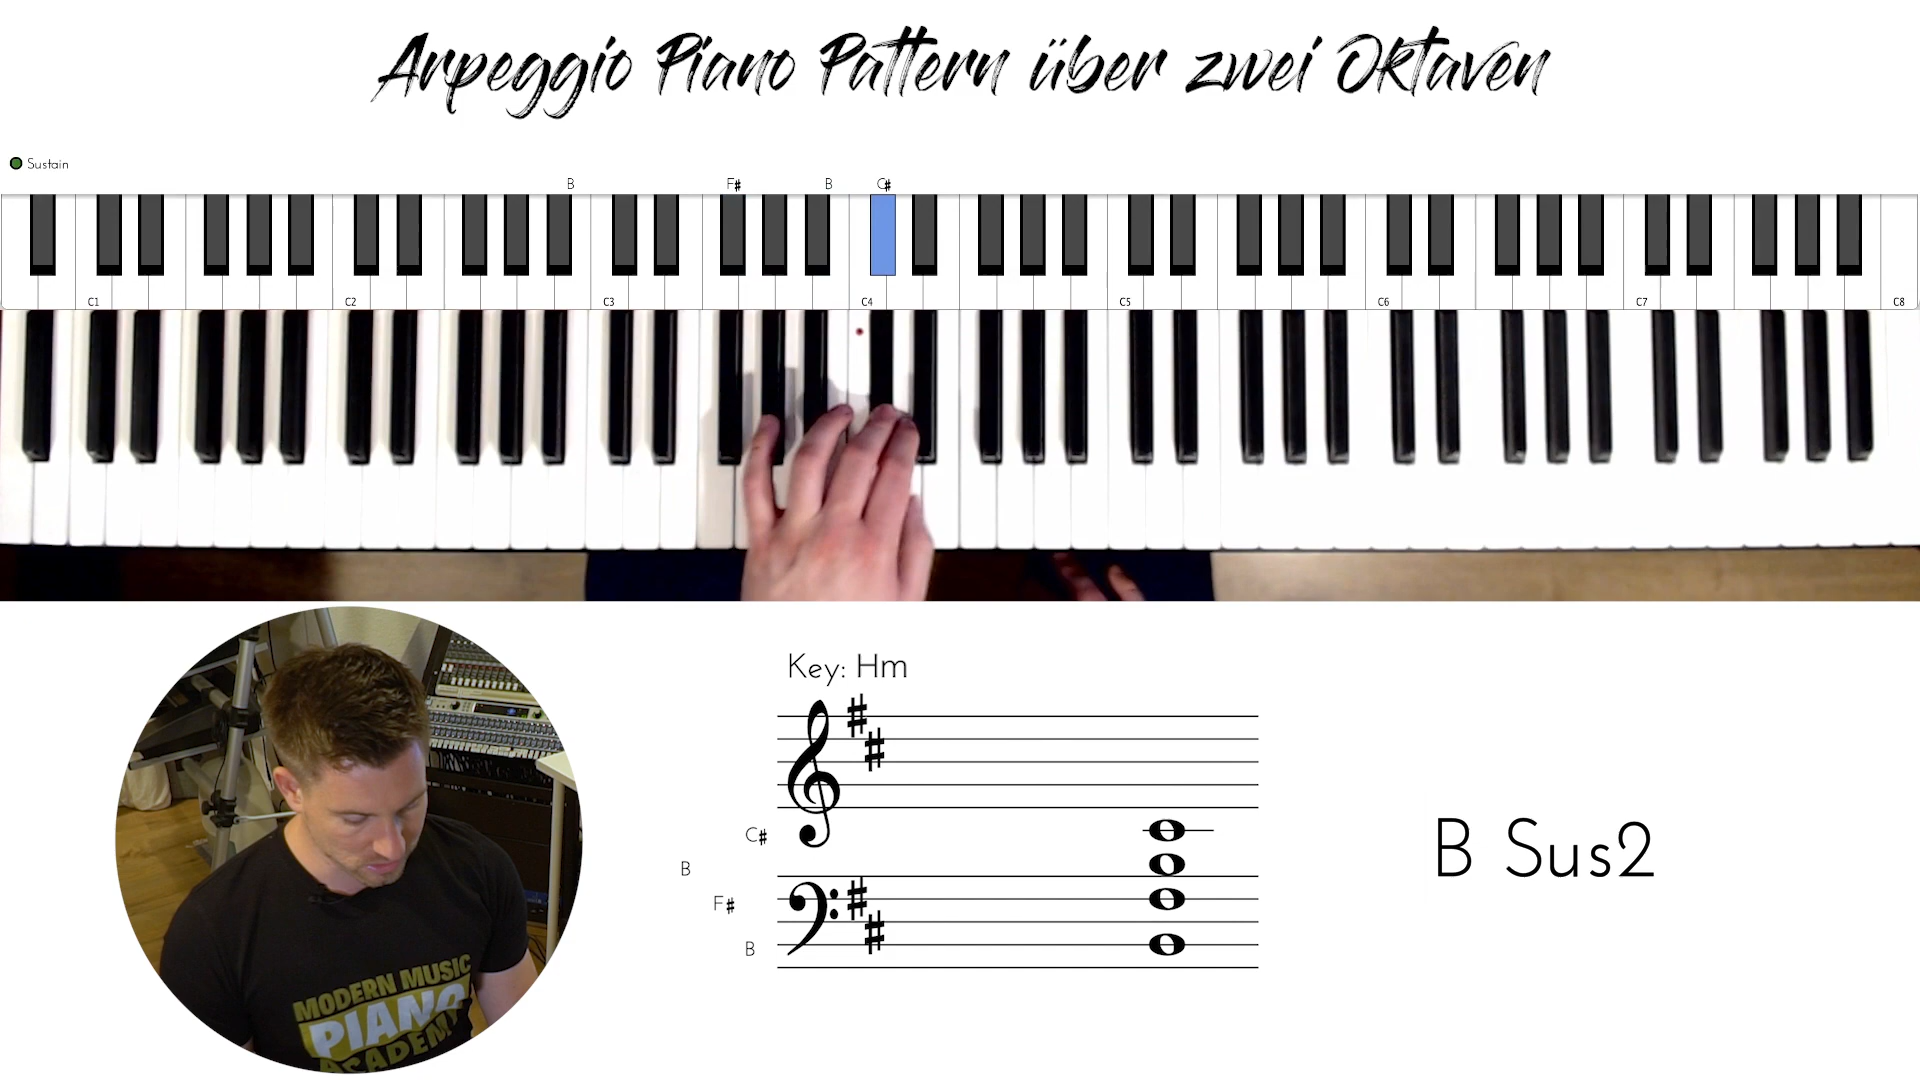 Arpeggio Piano Pattern über zwei Oktaven
Sustain
B F# B C#
C1 C2 C3 C4 C5 C6 C7 C8
Key: Hm
C#
B
F#
B
B Sus2
MODERN MUSIC
PIANO
ACADEMY